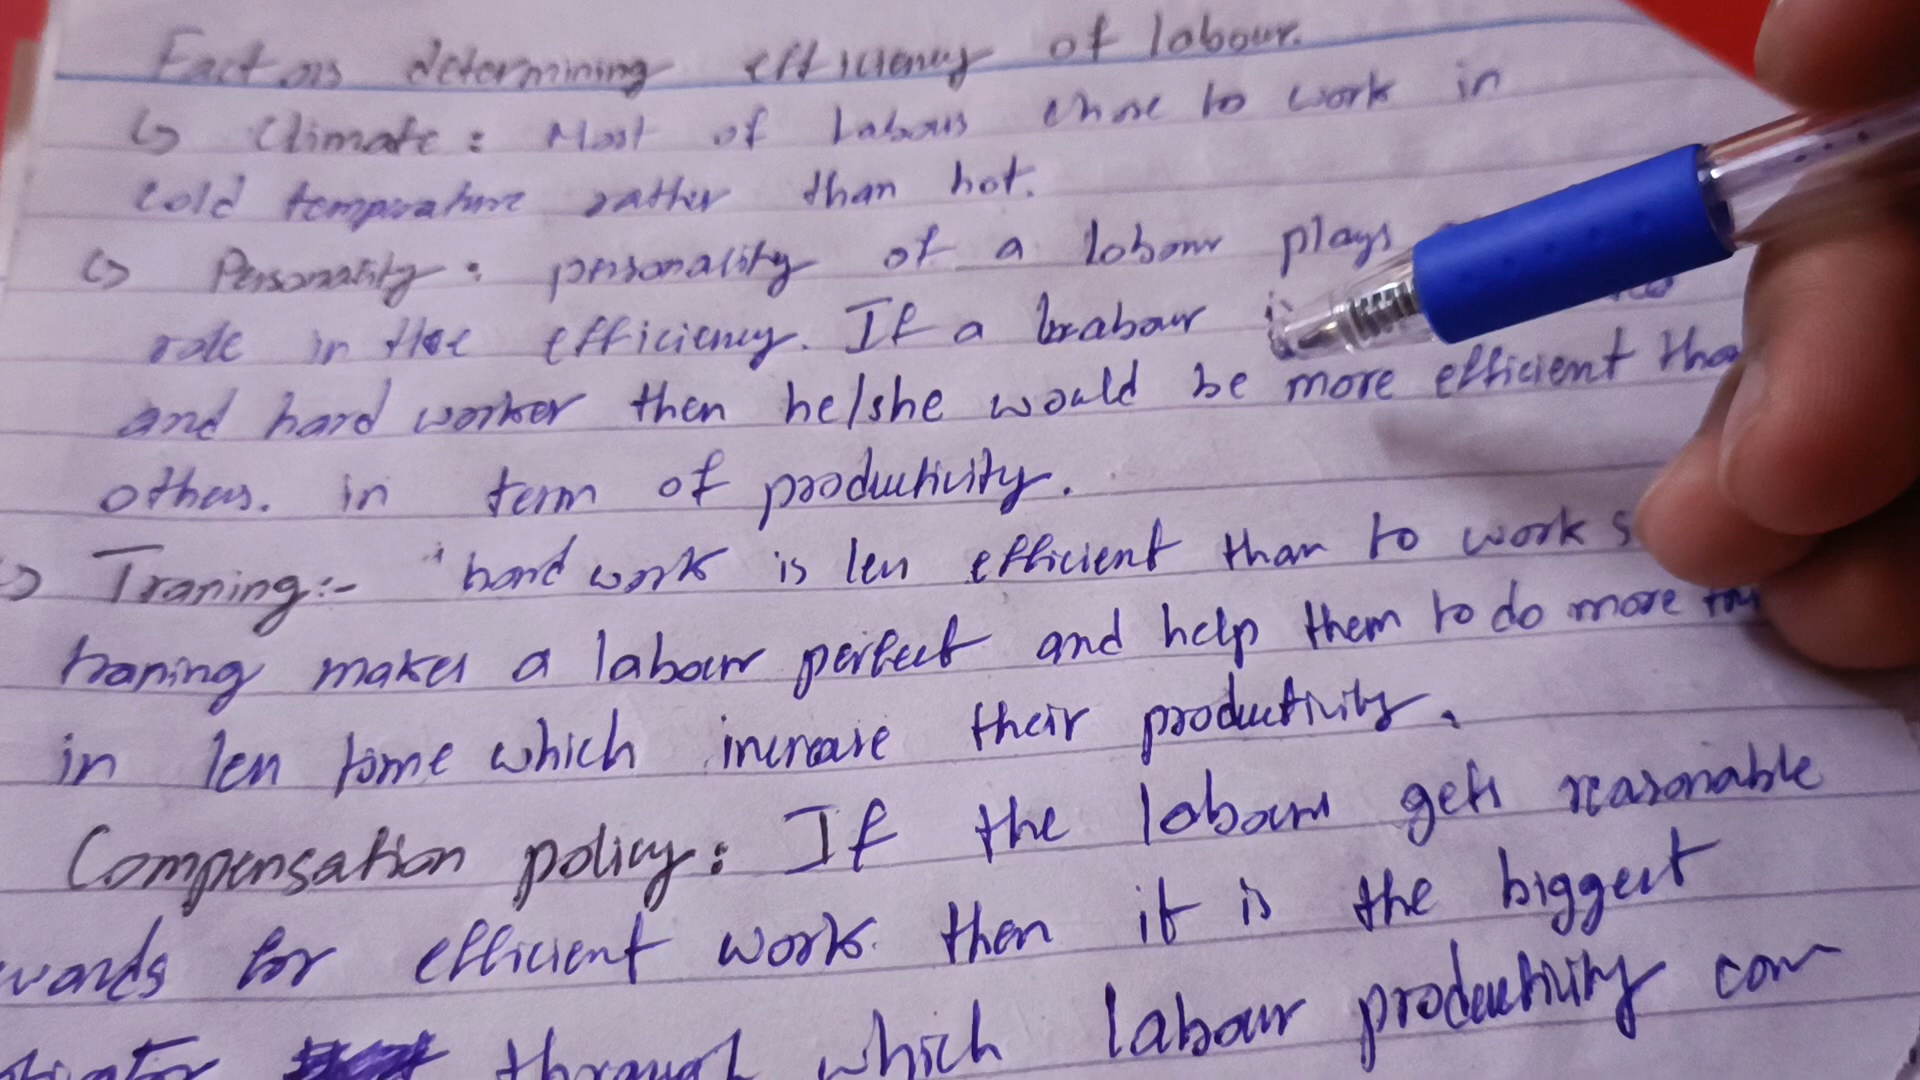 Factors determining efficiency of labour.
Climate: Most of labours chose to work in
cold temperature rather than hot.
Personality: personality of a labour plays
role in the efficiency. If a labour
and hard worker then he/she would be more efficient
others. in term of productivity.
Traning:- hard work is less efficient than to work
traning makes a labour perfect and help them to do more
in less time which increase their productivity.
Compensation policy: If the labours gets reasonable
for efficient work. then it is the biggest
through which labour productivity